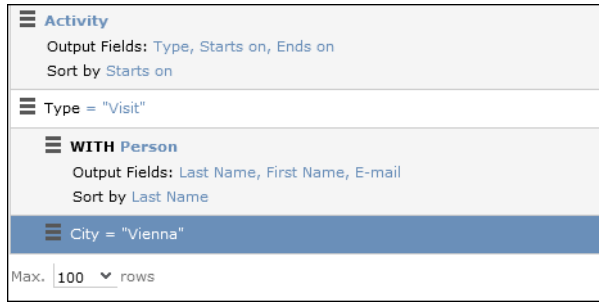 Activity
Output Fields: Type, Starts on, Ends on
Sort by Starts on
Type = "Visit"
WITH Person
Output Fields: Last Name, First Name, E-mail
Sort by Last Name
City = "Vienna"
Max. 100 rows